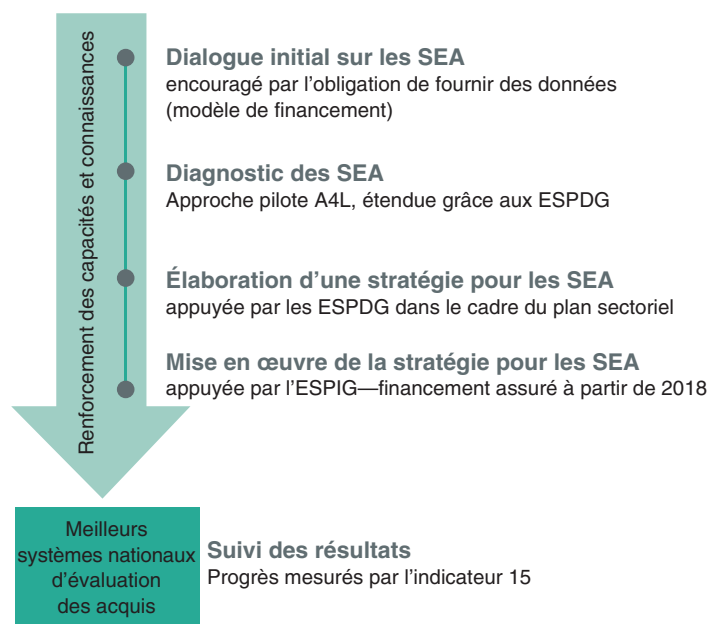 Renforcement des capacités et connaissances
Dialogue initial sur les SEA
encouragé par l’obligation de fournir des données
(modèle de financement)
Diagnostic des SEA
Approche pilote A4L, étendue grâce aux ESPDG
Élaboration d’une stratégie pour les SEA
appuyée par les ESPDG dans le cadre du plan sectoriel
Mise en œuvre de la stratégie pour les SEA
appuyée par l’ESPIG—financement assuré à partir de 2018
Meilleurs
systèmes nationaux
d’évaluation
des acquis
Suivi des résultats
Progrès mesurés par l’indicateur 15